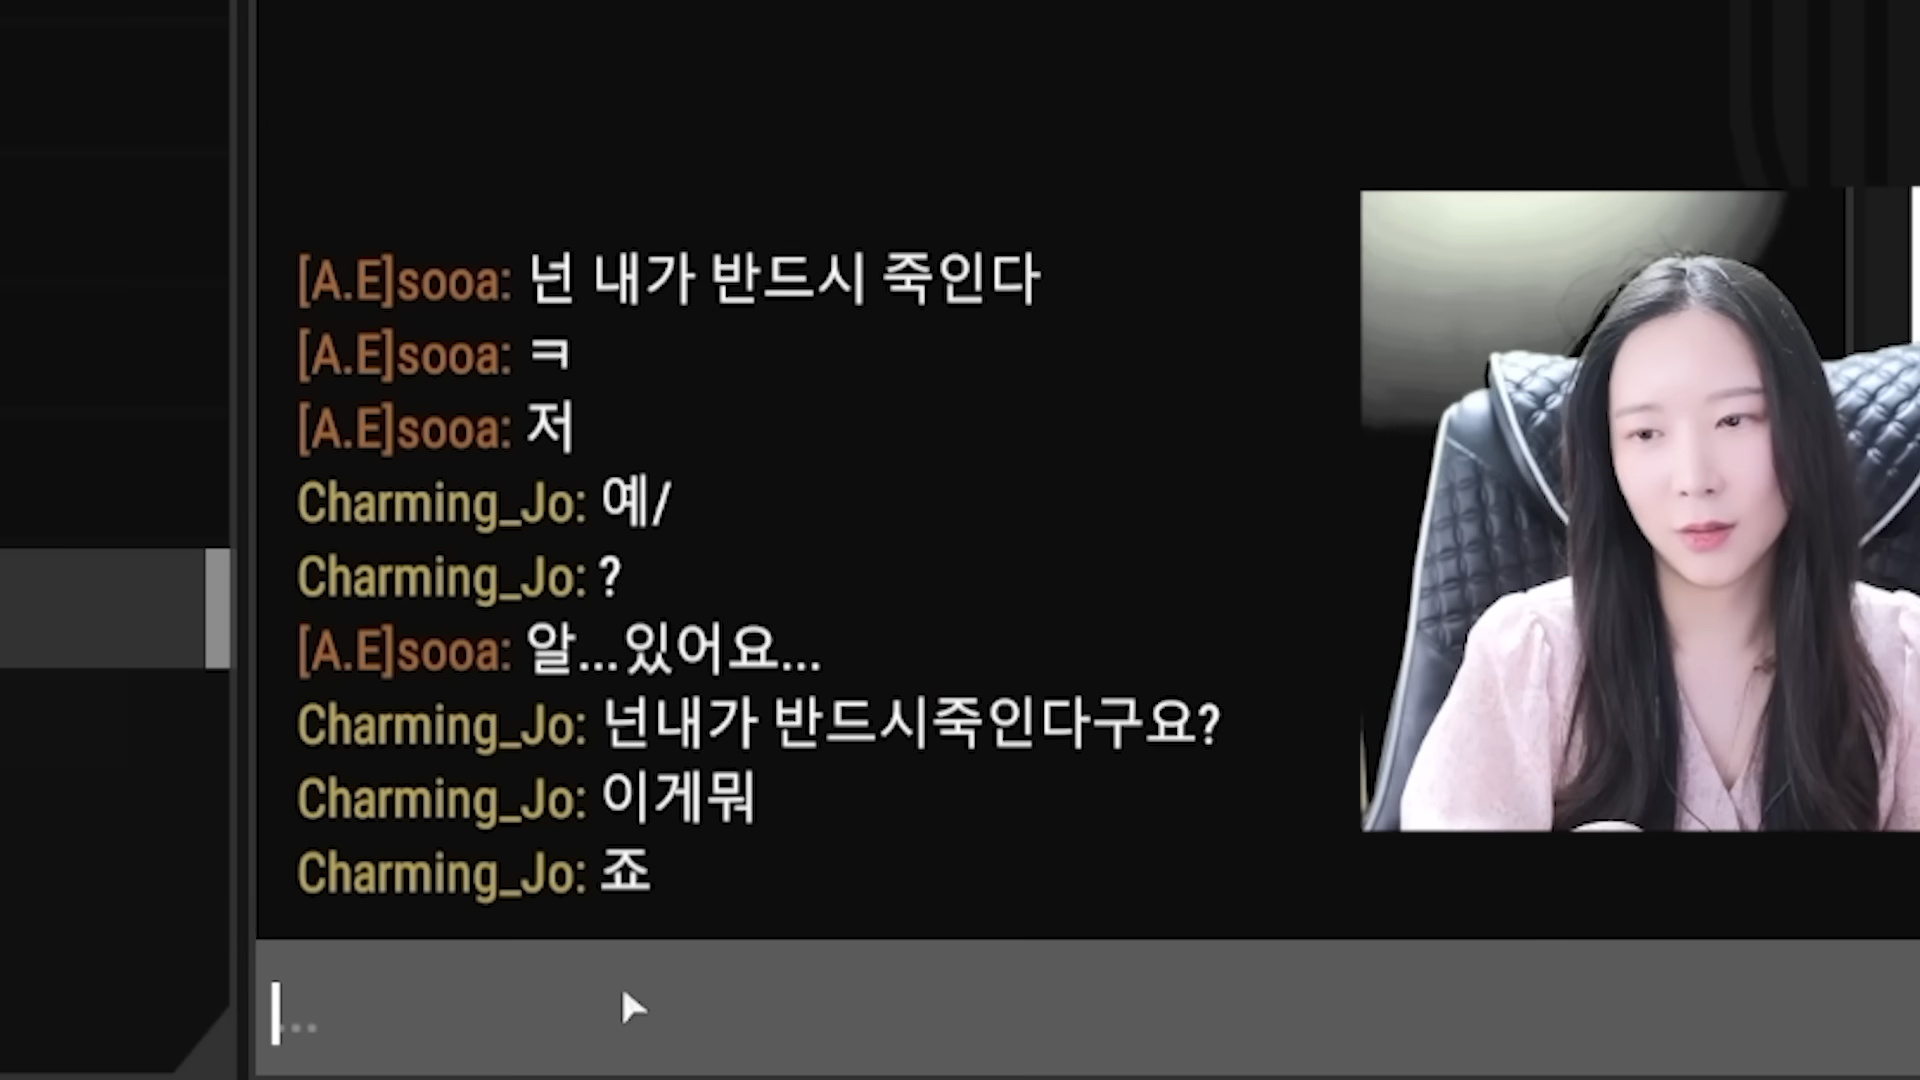 [A.E]sooa: 넌 내가 반드시 죽인다
[A.E]sooa: ㅋ
[A.E]sooa: 저
Charming_Jo: 예/
Charming_Jo: ?
[A.E]sooa: 알...있어요...
Charming_Jo: 넌내가 반드시죽인다구요?
Charming_Jo: 이게뭐
Charming_Jo: 죠
...